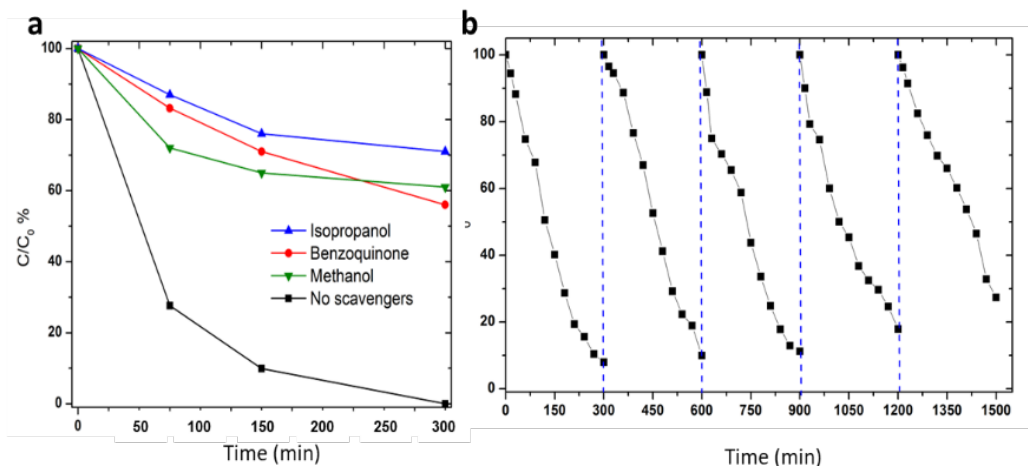 a
100
80
60
40
20
0
C/C₀ %
Isopropanol
Benzoquinone
Methanol
No scavengers
0 50 100 150 200 250 300
Time (min)
b
100
80
60
40
20
0
0 150 300 450 600 750 900 1050 1200 1350 1500
Time (min)